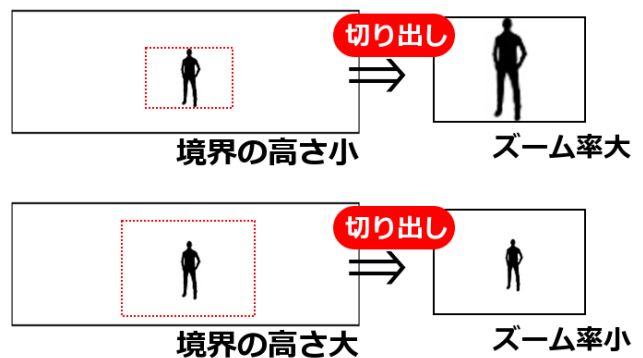 切り出し
境界の高さ小
ズーム率大
切り出し
境界の高さ大
ズーム率小